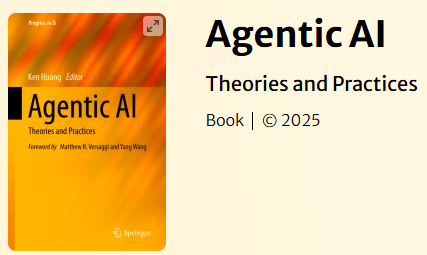 Progress in IS
Ken Huang Editor
Agentic AI
Theories and Practices
Foreword by Matthew R. Versaggi and Yang Wang
Springer
Agentic AI
Theories and Practices
Book | © 2025